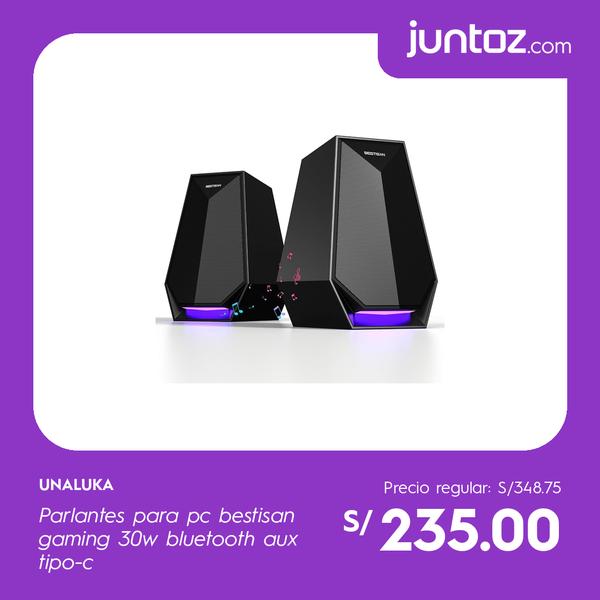 juntoz.com
BESTISAN
BESTISAN
UNALUKA
Parlantes para pc bestisan
gaming 30w bluetooth aux
tipo-c
Precio regular: S/348.75
S/ 235.00